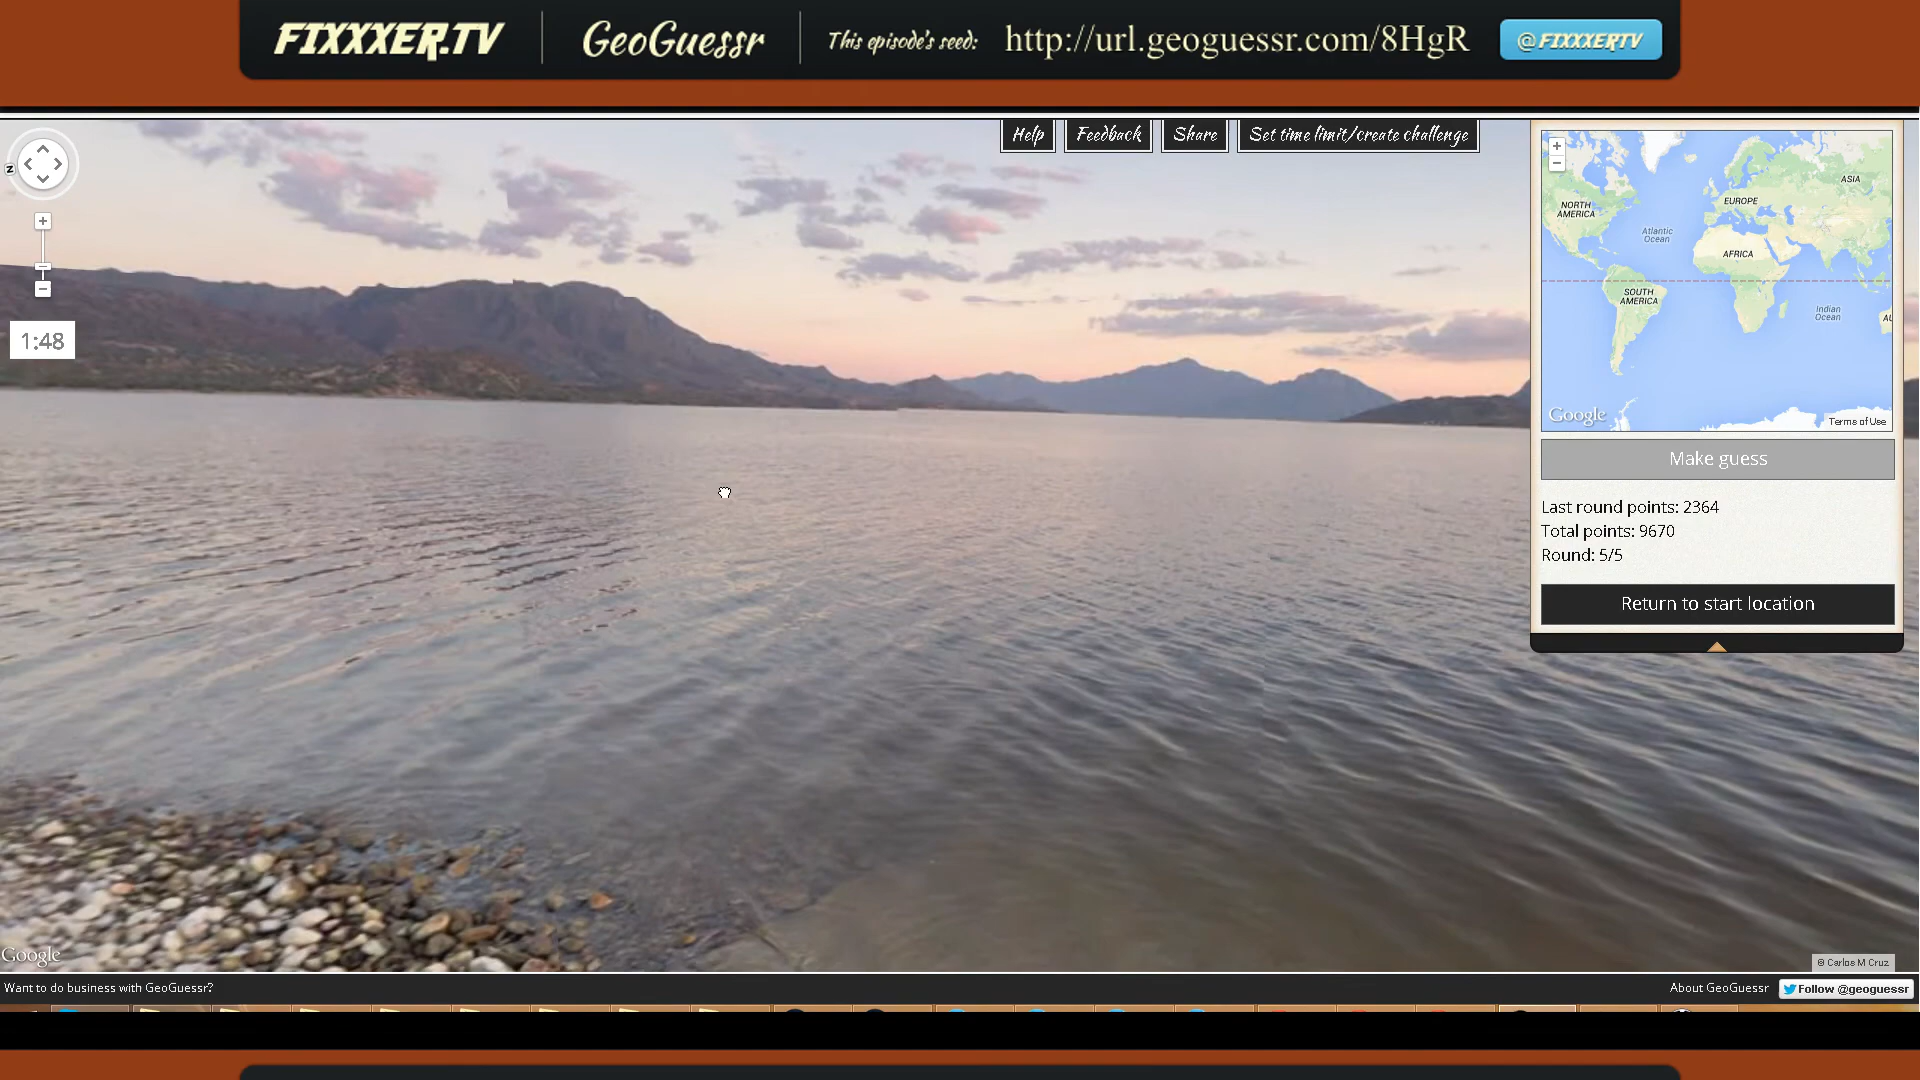 FIXXXER.TV
GeoGuessr
This episode's seed:
http://url.geoguessr.com/8HgR
@FIXXXERTV
Help
Feedback
Share
Set time limit/create challenge
N
+
−
1:48
+
−
NORTH
AMERICA
Atlantic
Ocean
EUROPE
ASIA
AFRICA
SOUTH
AMERICA
Indian
Ocean
AU
Google
Terms of Use
Make guess
Last round points: 2364
Total points: 9670
Round: 5/5
Return to start location
Google
© Carlos M Cruz
Want to do business with GeoGuessr?
About GeoGuessr
Follow @geoguessr